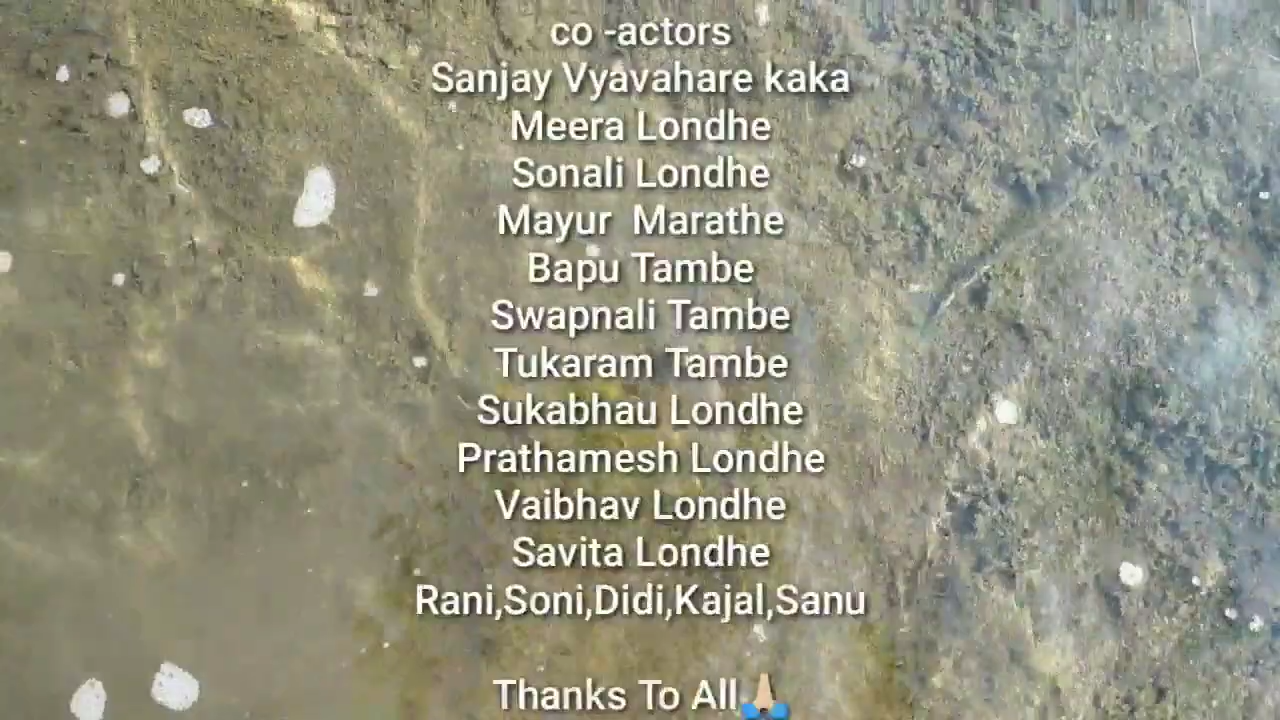 co -actors
Sanjay Vyavahare kaka
Meera Londhe
Sonali Londhe
Mayur  Marathe
Bapu Tambe
Swapnali Tambe
Tukaram Tambe
Sukabhau Londhe
Prathamesh Londhe
Vaibhav Londhe
Savita Londhe
Rani,Soni,Didi,Kajal,Sanu
Thanks To All🙏🏼